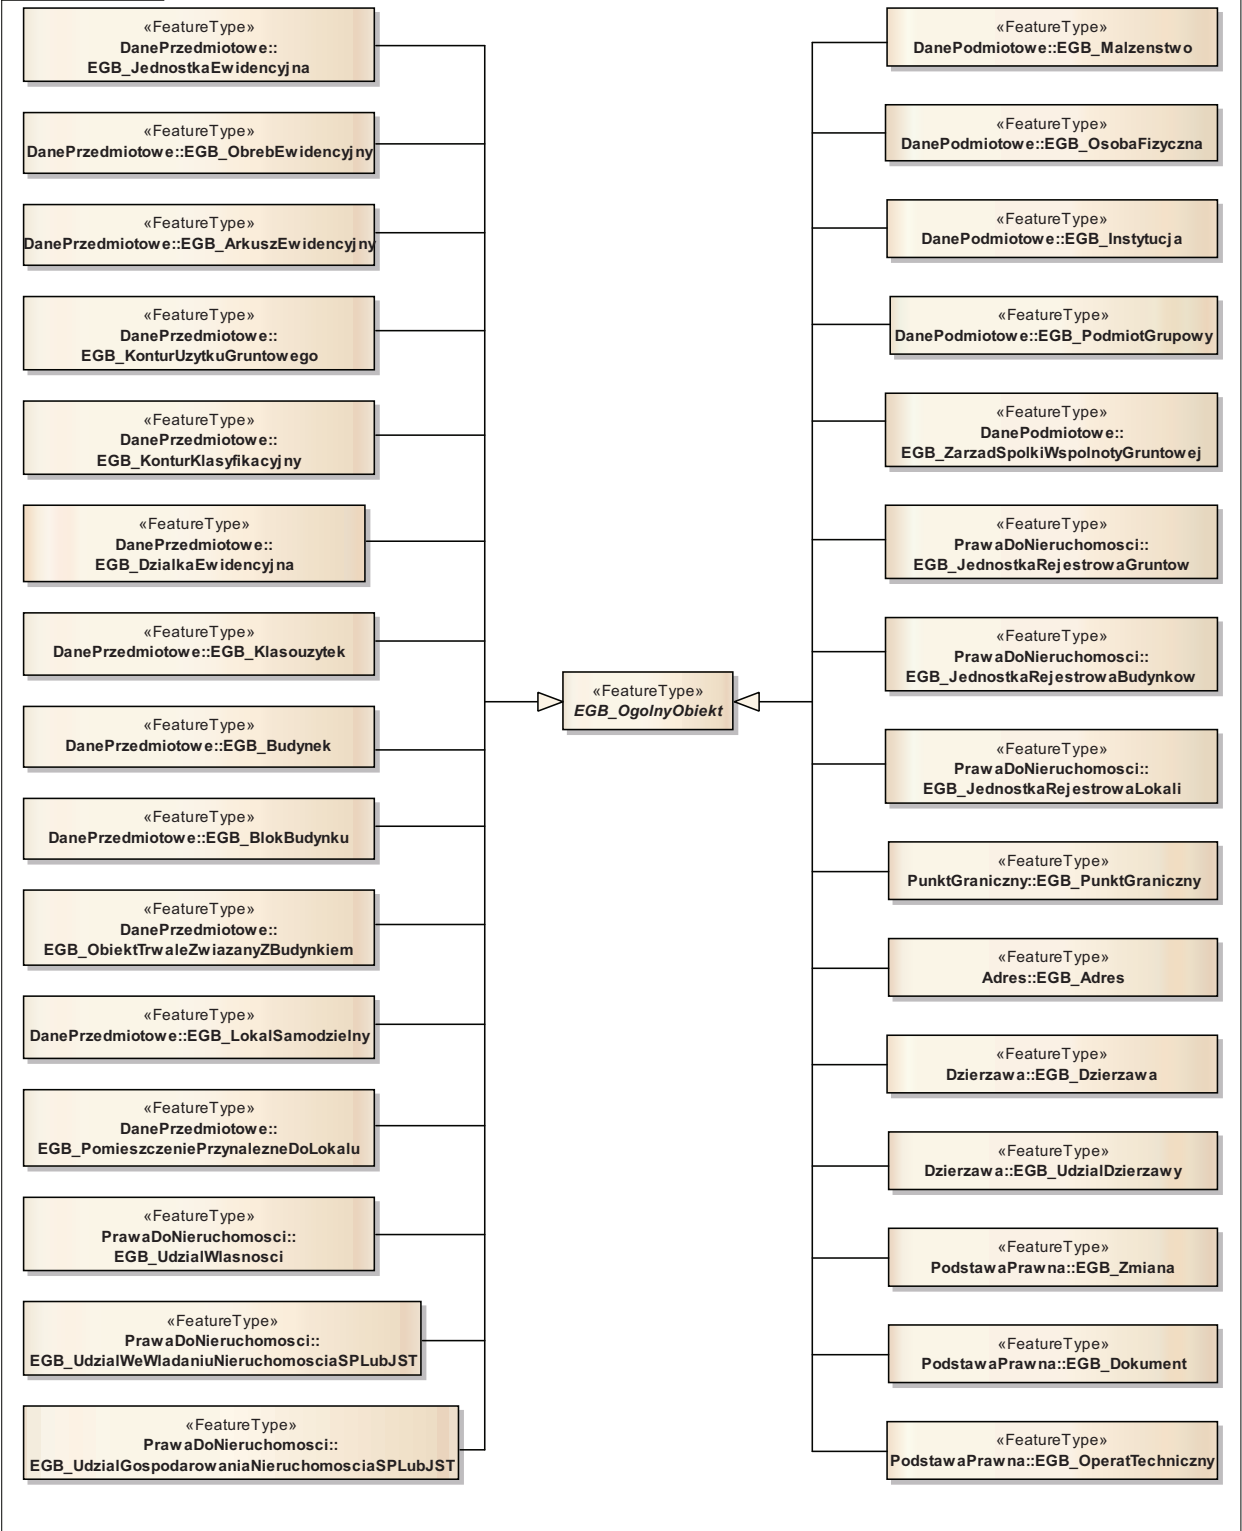 «FeatureType»
DanePrzedmiotowe::
EGB_JednostkaEwidencyjna
«FeatureType»
DanePrzedmiotowe::EGB_ObrebEwidencyjny
«FeatureType»
DanePrzedmiotowe::EGB_ArkuszEwidencyjny
«FeatureType»
DanePrzedmiotowe::
EGB_KonturUzytkuGruntowego
«FeatureType»
DanePrzedmiotowe::
EGB_KonturKlasyfikacyjny
«FeatureType»
DanePrzedmiotowe::
EGB_DzialkaEwidencyjna
«FeatureType»
DanePrzedmiotowe::EGB_Klasouzytek
«FeatureType»
DanePrzedmiotowe::EGB_Budynek
«FeatureType»
DanePrzedmiotowe::EGB_BlokBudynku
«FeatureType»
DanePrzedmiotowe::
EGB_ObiektTrwaleZwiazanyZBudynkiem
«FeatureType»
DanePrzedmiotowe::EGB_LokalSamodzielny
«FeatureType»
DanePrzedmiotowe::
EGB_PomieszczeniePrzynalezneDoLokalu
«FeatureType»
PrawaDoNieruchomosci::
EGB_UdzialWlasnosci
«FeatureType»
PrawaDoNieruchomosci::
EGB_UdzialWeWladaniuNieruchomosciaSPLubJST
«FeatureType»
PrawaDoNieruchomosci::
EGB_UdzialGospodarowaniaNieruchomosciaSPLubJST
«FeatureType»
EGB_OgolnyObiekt
«FeatureType»
DanePodmiotowe::EGB_Malzenstwo
«FeatureType»
DanePodmiotowe::EGB_OsobaFizyczna
«FeatureType»
DanePodmiotowe::EGB_Instytucja
«FeatureType»
DanePodmiotowe::EGB_PodmiotGrupowy
«FeatureType»
DanePodmiotowe::
EGB_ZarzadSpolkiWspolnotyGruntowej
«FeatureType»
PrawaDoNieruchomosci::
EGB_JednostkaRejestrowaGruntow
«FeatureType»
PrawaDoNieruchomosci::
EGB_JednostkaRejestrowaBudynkow
«FeatureType»
PrawaDoNieruchomosci::
EGB_JednostkaRejestrowaLokali
«FeatureType»
PunktGraniczny::EGB_PunktGraniczny
«FeatureType»
Adres::EGB_Adres
«FeatureType»
Dzierzawa::EGB_Dzierzawa
«FeatureType»
Dzierzawa::EGB_UdzialDzierzawy
«FeatureType»
PodstawaPrawna::EGB_Zmiana
«FeatureType»
PodstawaPrawna::EGB_Dokument
«FeatureType»
PodstawaPrawna::EGB_OperatTechniczny